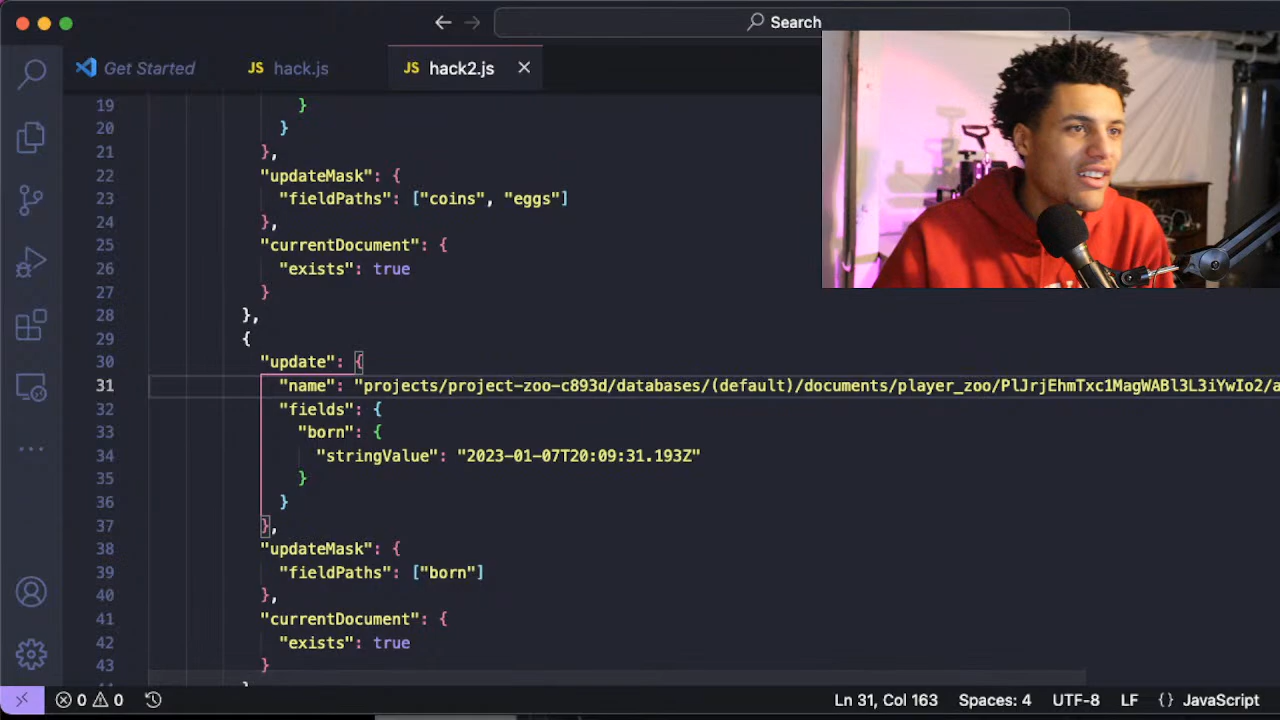 Search
Get Started
JS hack.js
JS hack2.js
19 }
20 }
21 },
22 "updateMask": {
23 "fieldPaths": ["coins", "eggs"]
24 },
25 "currentDocument": {
26 "exists": true
27 }
28 },
29 {
30 "update": {
31 "name": "projects/project-zoo-c893d/databases/(default)/documents/player_zoo/PlJrjEhmTxc1MagWABl3L3iYwIo2/a
32 "fields": {
33 "born": {
34 "stringValue": "2023-01-07T20:09:31.193Z"
35 }
36 }
37 },
38 "updateMask": {
39 "fieldPaths": ["born"]
40 },
41 "currentDocument": {
42 "exists": true
43 }
0 0 Ln 31, Col 163 Spaces: 4 UTF-8 LF {} JavaScript